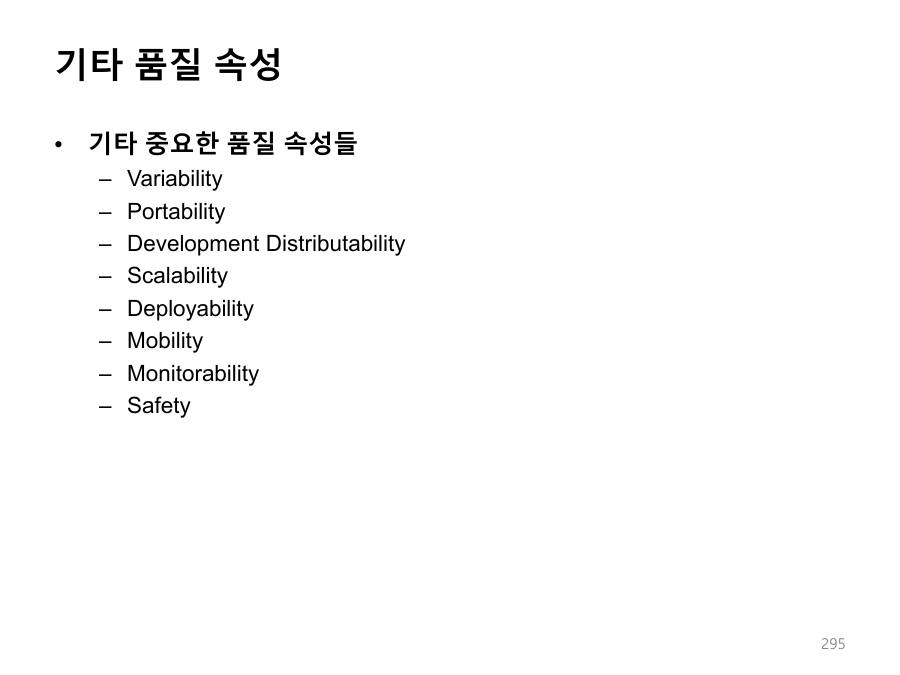 기타 품질 속성
• 기타 중요한 품질 속성들
– Variability
– Portability
– Development Distributability
– Scalability
– Deployability
– Mobility
– Monitorability
– Safety
295